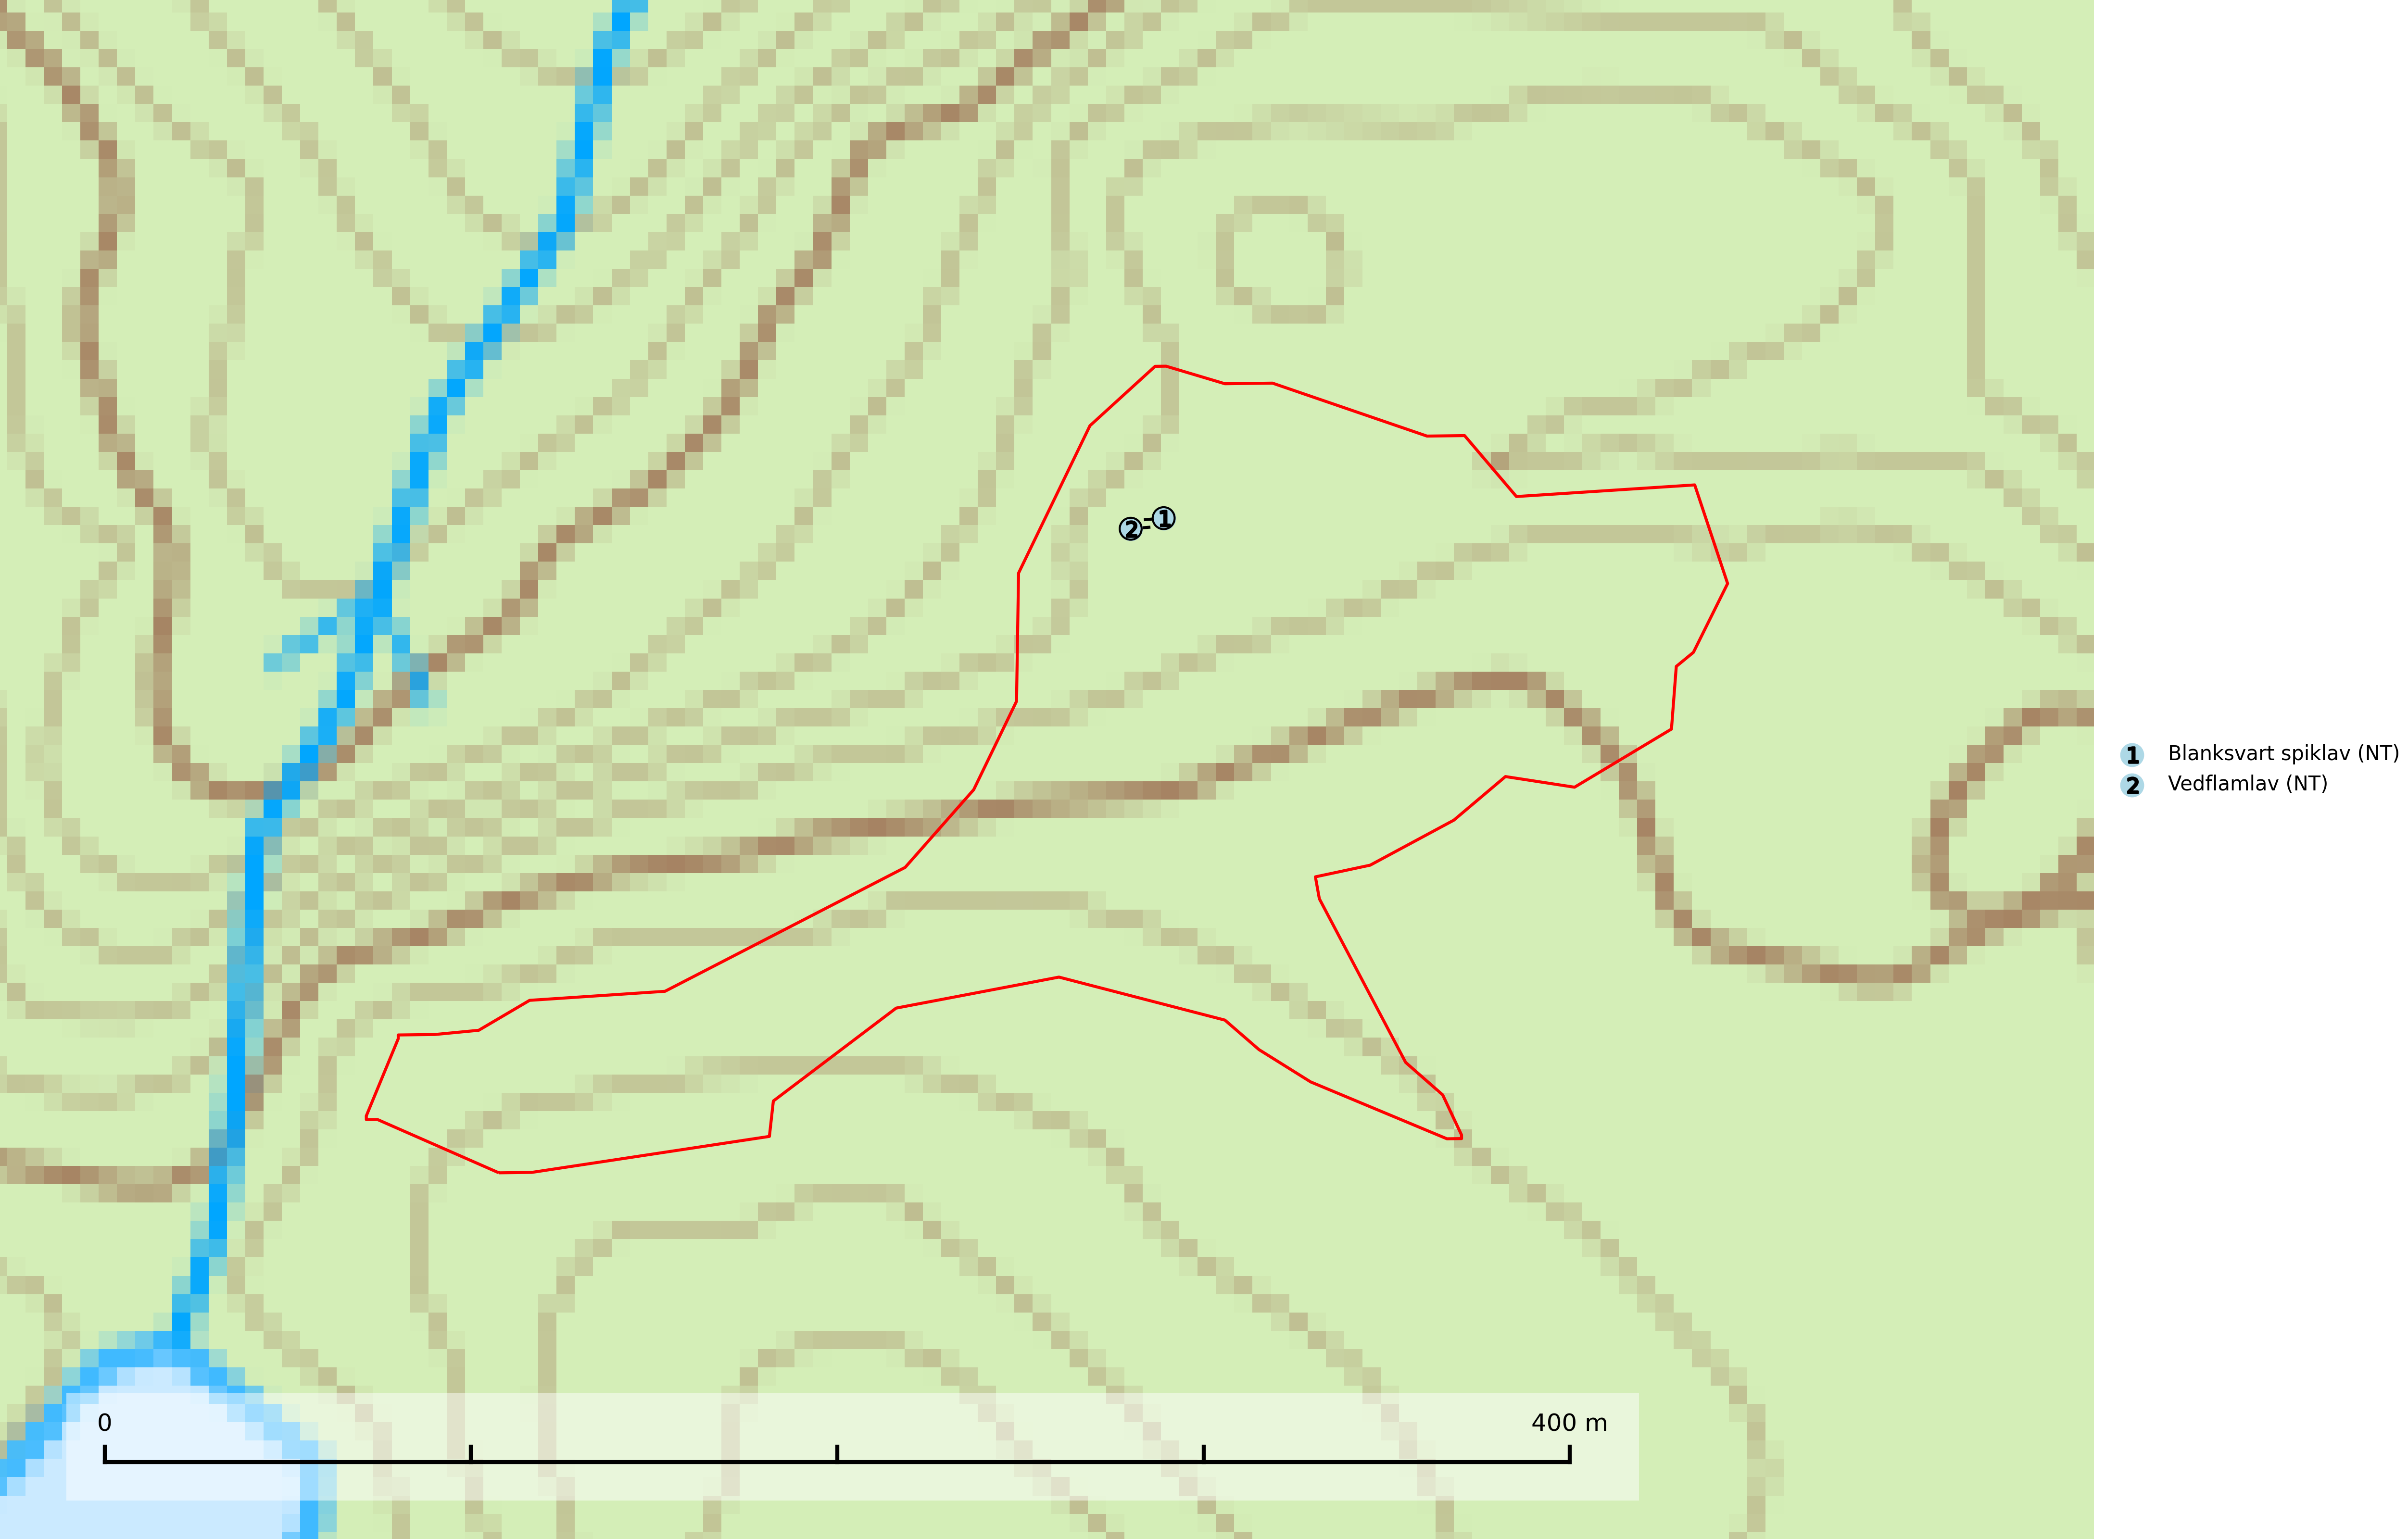 2 1
1 Blanksvart spiklav (NT)
2 Vedflamlav (NT)
0 400 m